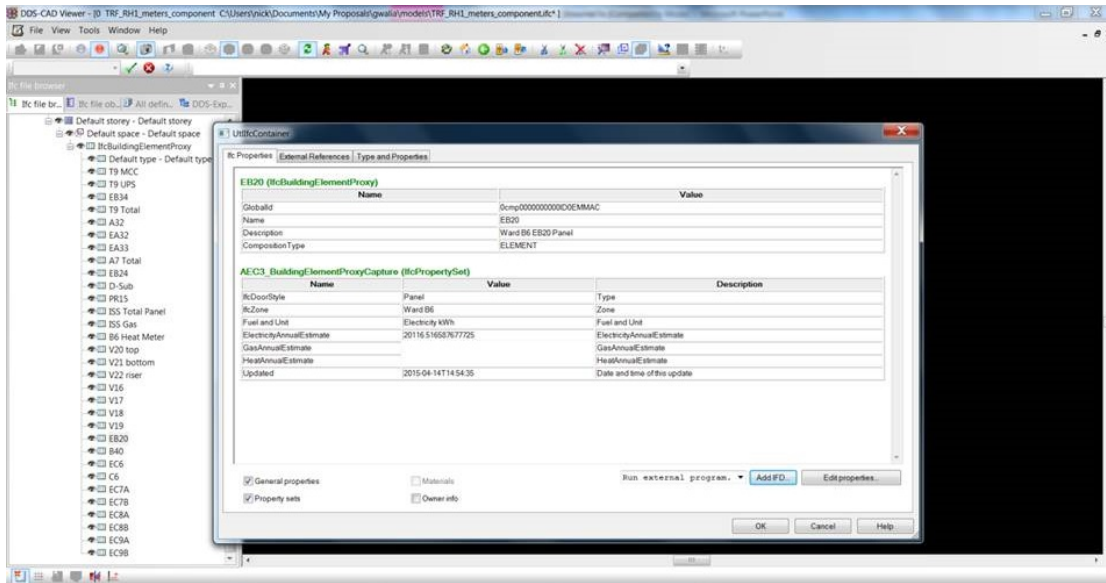 DDS-CAD Viewer - [0 TRF_RH1_meters_component C:\Users\nick\Documents\My Proposals\gwalia\models\TRF_RH1_meters_component.ifc* ]
File View Tools Window Help
Ifc file browser
Ifc file br... Ifc file ob... All defin... DDS-Exp...
Default storey - Default storey
Default space - Default space
IfcBuildingElementProxy
Default type - Default type
T9 MCC
T9 UPS
EB34
T9 Total
A32
EA32
EA33
A7 Total
EB24
D-Sub
PR15
ISS Total Panel
ISS Gas
B6 Heat Meter
V20 top
V21 bottom
V22 riser
V16
V17
V18
V19
EB20
B40
EC6
C6
EC7A
EC7B
EC8A
EC8B
EC9A
EC9B
UtlIfcContainer
Ifc Properties External References Type and Properties
EB20 (IfcBuildingElementProxy)
Name Value
GlobalId 0cmp0000000000ID0EMMAC
Name EB20
Description Ward B6 EB20 Panel
CompositionType ELEMENT
AEC3_BuildingElementProxyCapture (IfcPropertySet)
Name Value Description
IfcDoorStyle Panel Type
IfcZone Ward B6 Zone
Fuel and Unit Electricity kWh Fuel and Unit
ElectricityAnnualEstimate 20116.516587677725 ElectricityAnnualEstimate
GasAnnualEstimate GasAnnualEstimate
HeatAnnualEstimate HeatAnnualEstimate
Updated 2015-04-14T14:54:35 Date and time of this update
General properties Materials Run external program. Add IFD... Edit properties...
Property sets Owner info
OK Cancel Help